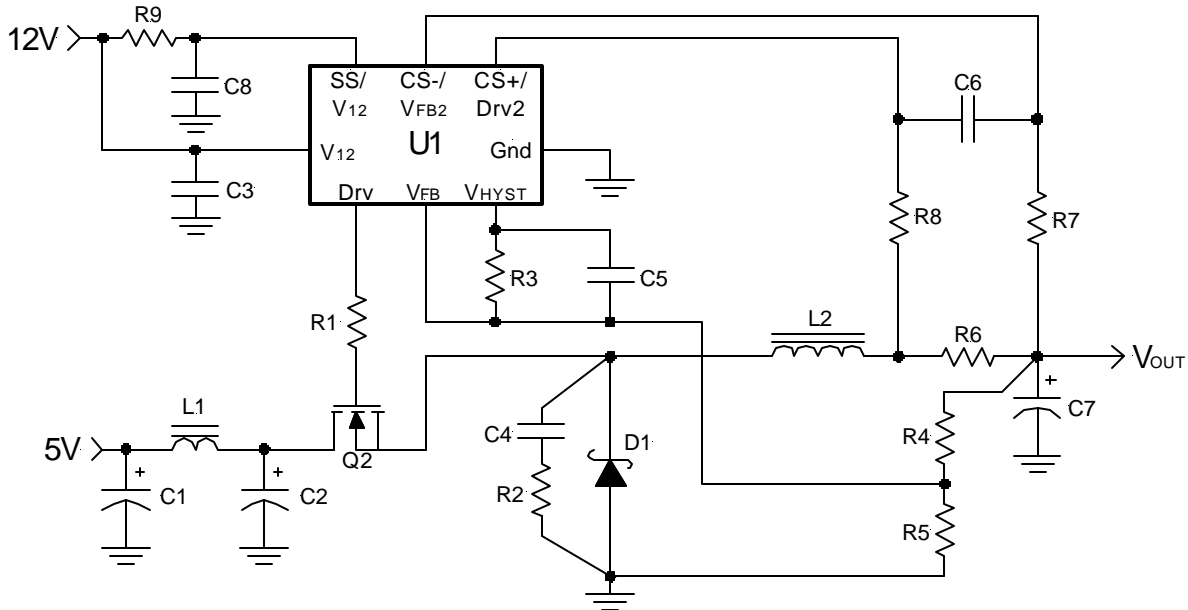 R9
12V
C8
SS/
V12
CS-/
VFB2
CS+/
Drv2
U1
V12
Gnd
Drv
VFB
VHYST
C3
C6
R8
R7
R3
C5
R1
L2
R6
VOUT
+
C7
L1
5V
Q2
C4
D1
R4
+
C1
+
C2
R2
R5